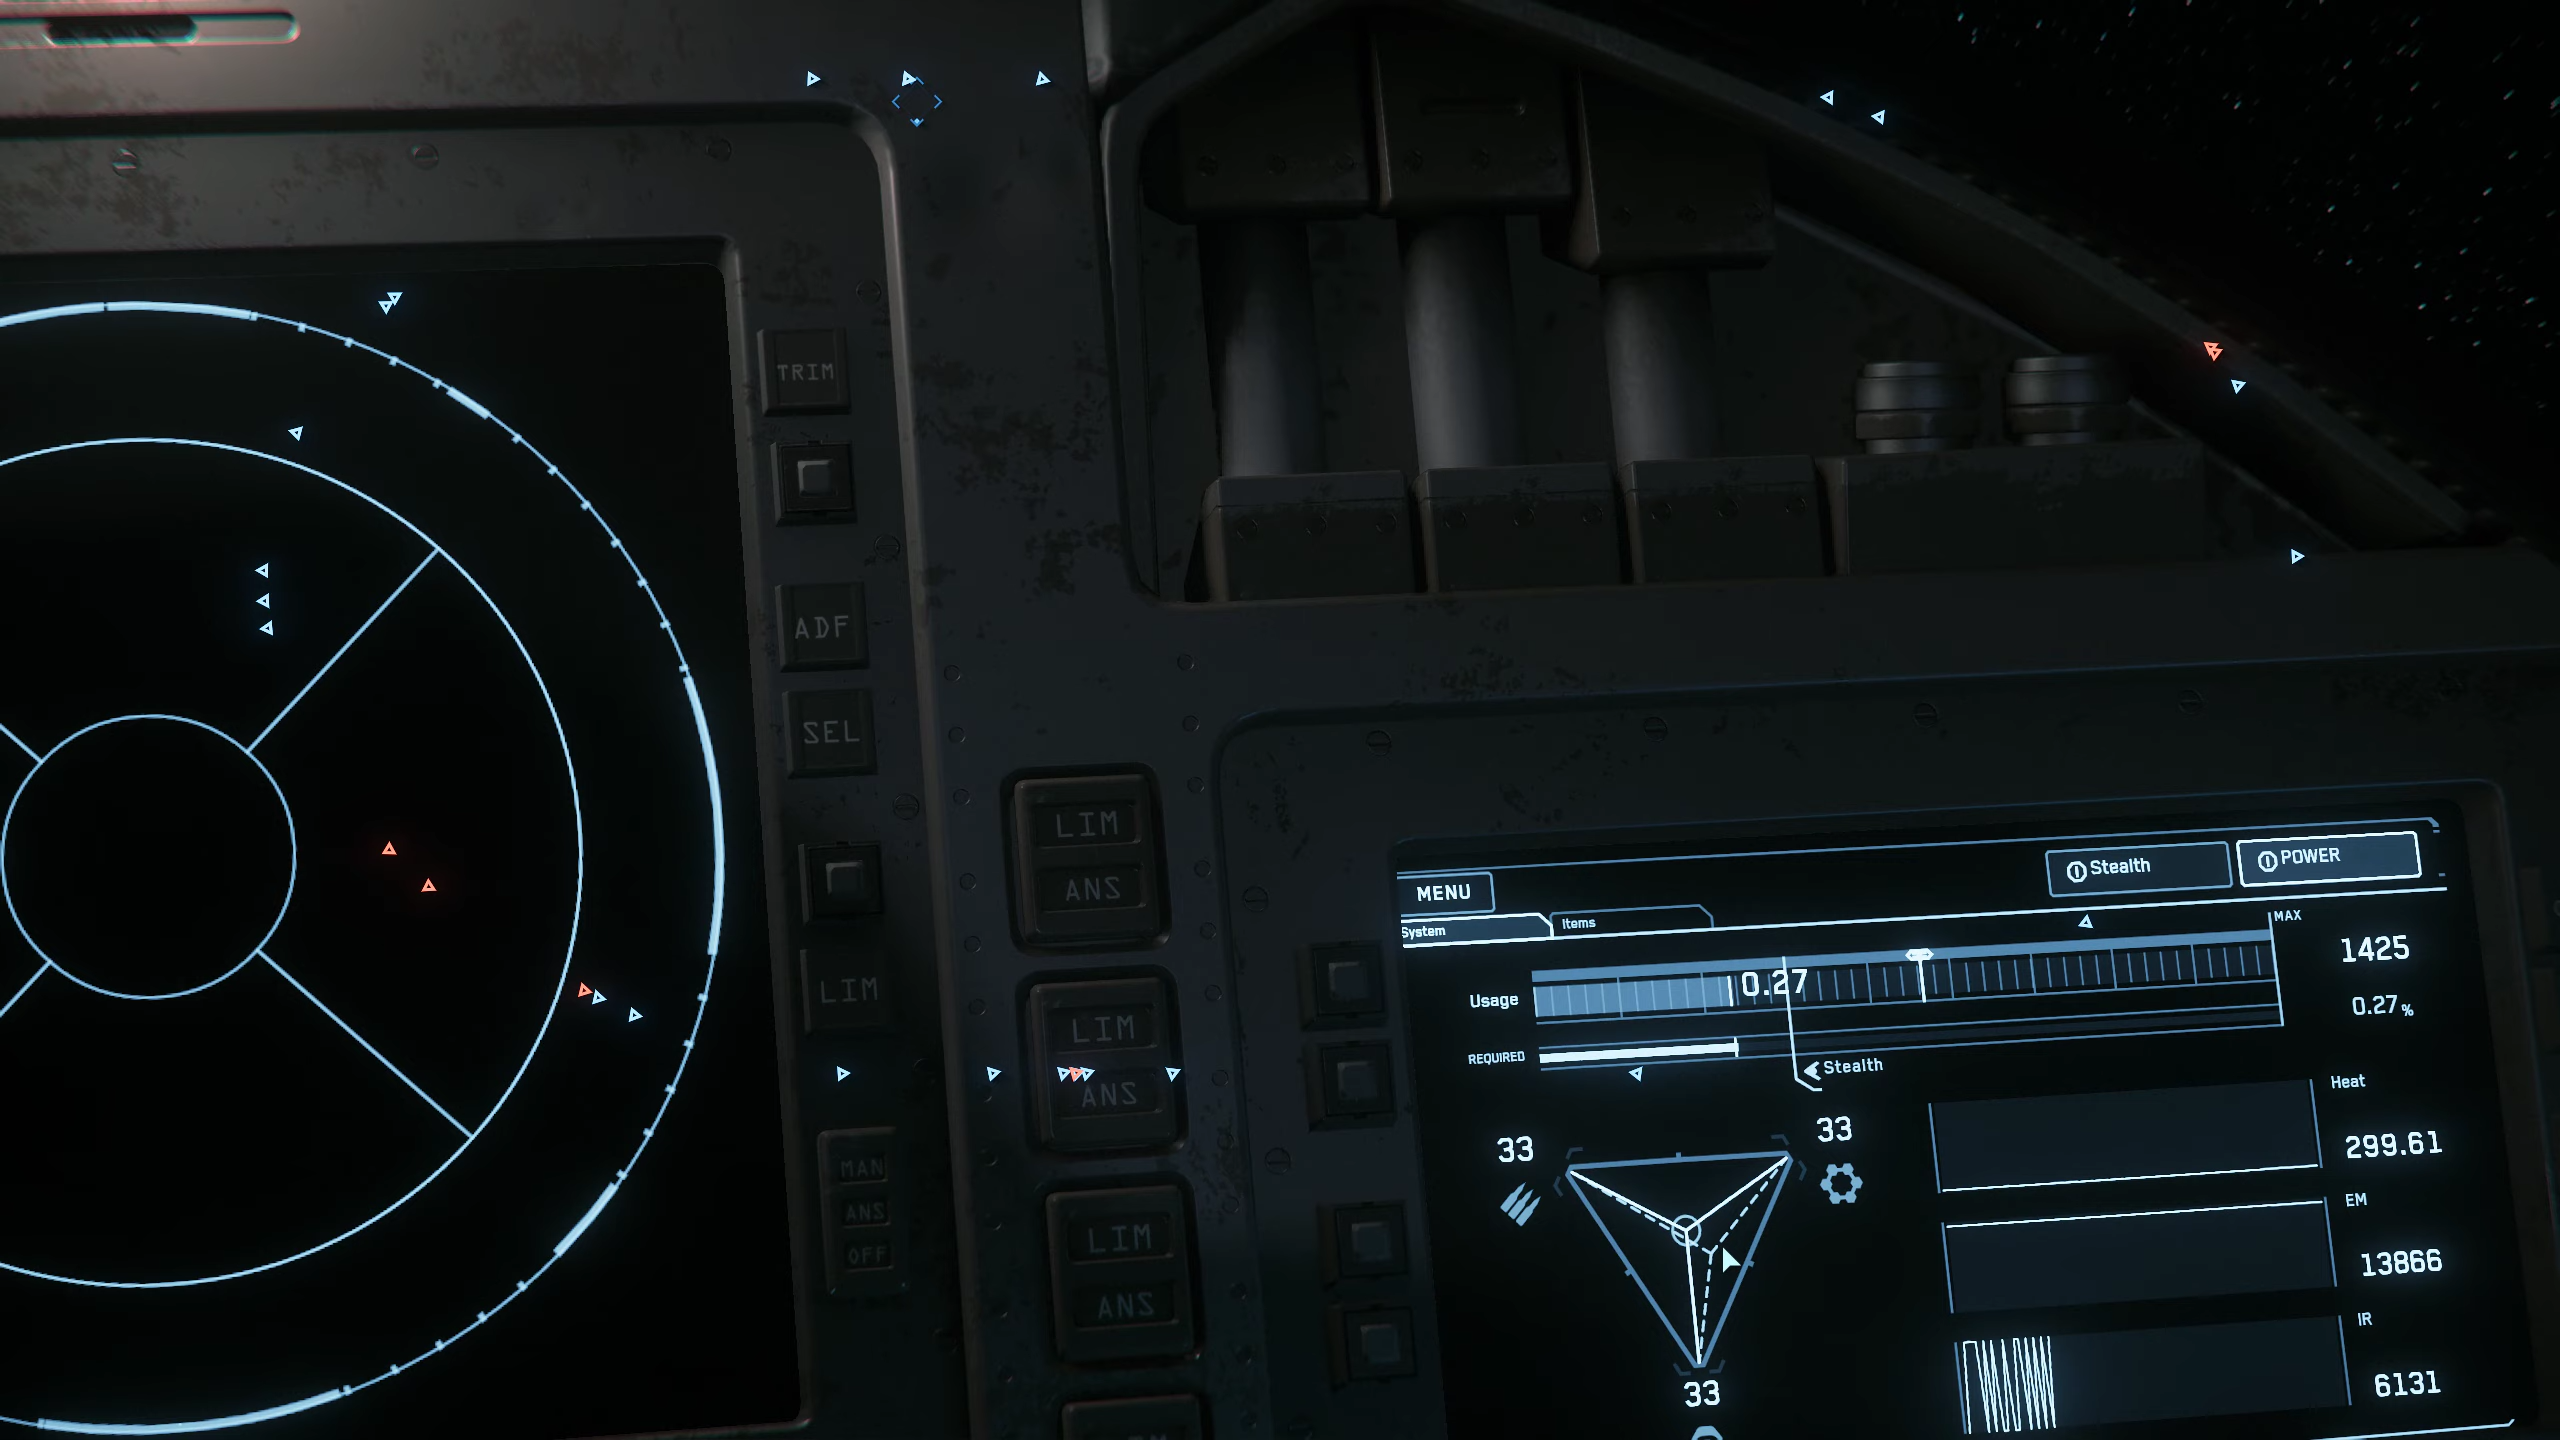 TRIM
ADF
SEL
LIM
MAN
ANS
OFF
LIM
ANS
LIM
ANS
LIM
ANS
MENU
Stealth
POWER
System
Items
MAX
1425
Usage
0.27
0.27%
REQUIRED
Stealth
Heat
299.61
33
33
EM
13866
IR
33
6131